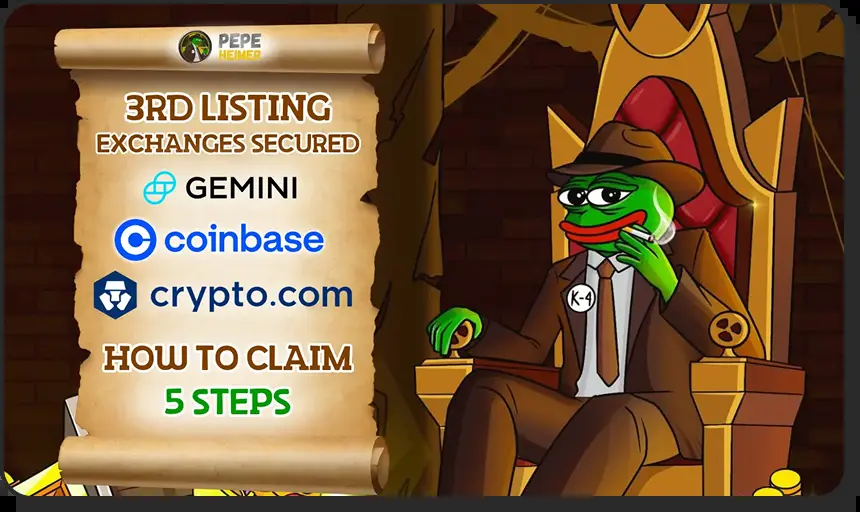 PEPE
HEIMER
3RD LISTING
EXCHANGES SECURED
GEMINI
coinbase
crypto.com
HOW TO CLAIM
5 STEPS
K-4